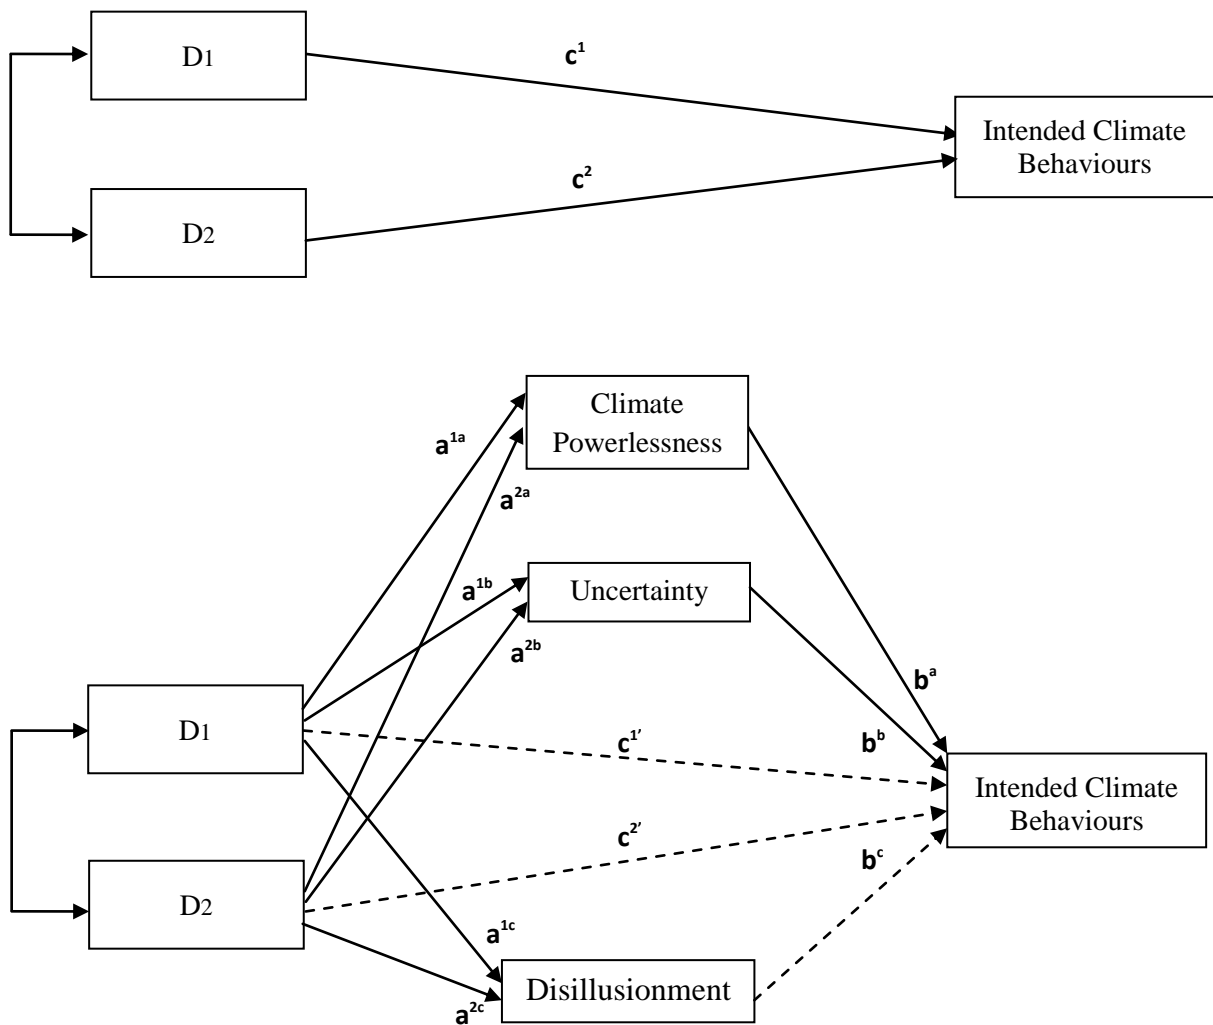 D1
c¹
Intended Climate
Behaviours
c²
D2
Climate
Powerlessness
a¹ᵃ
a²ᵃ
a¹ᵇ
Uncertainty
a²ᵇ
bᵃ
D1
c¹’
bᵇ
Intended Climate
Behaviours
c²’
bᶜ
D2
a¹ᶜ
Disillusionment
a²ᶜ